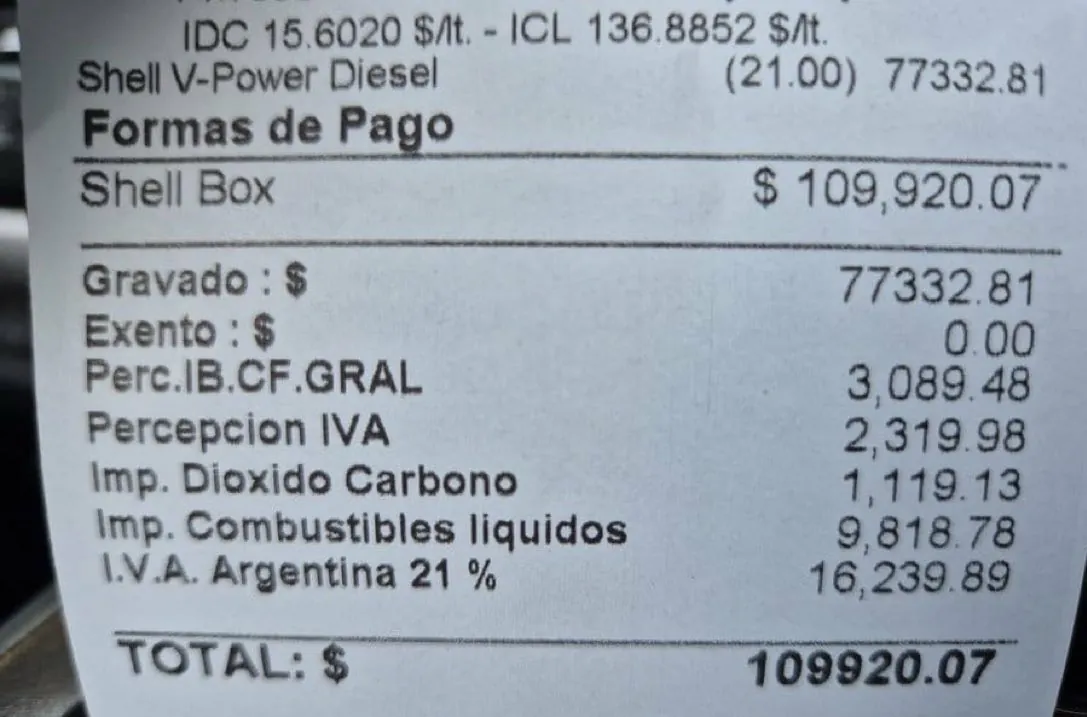 IDC 15.6020 $/lt. - ICL 136.8852 $/lt.
Shell V-Power Diesel (21.00) 77332.81
Formas de Pago
Shell Box $ 109,920.07
Gravado : $ 77332.81
Exento : $ 0.00
Perc.IB.CF.GRAL 3,089.48
Percepcion IVA 2,319.98
Imp. Dioxido Carbono 1,119.13
Imp. Combustibles liquidos 9,818.78
I.V.A. Argentina 21 % 16,239.89
TOTAL: $ 109920.07